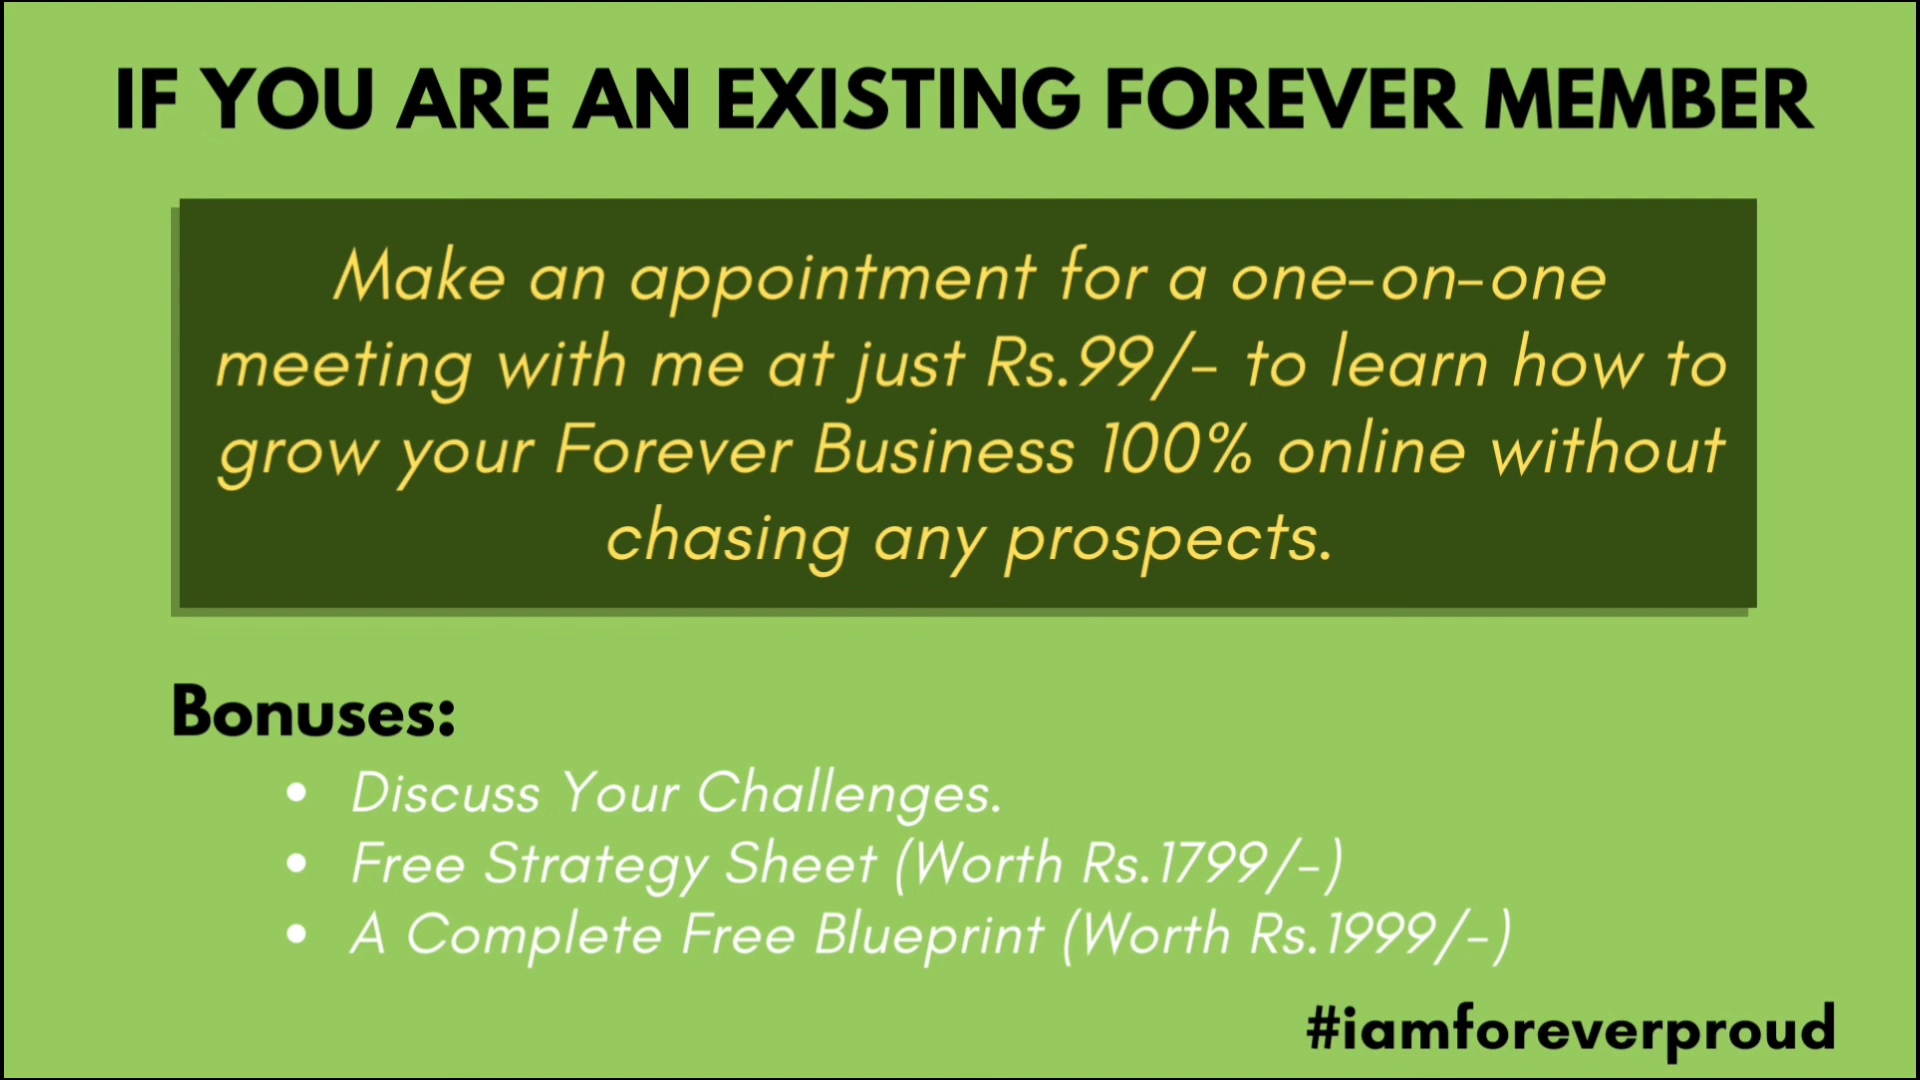 IF YOU ARE AN EXISTING FOREVER MEMBER
Make an appointment for a one-on-one
meeting with me at just Rs.99/- to learn how to
grow your Forever Business 100% online without
chasing any prospects.
Bonuses:
• Discuss Your Challenges.
• Free Strategy Sheet (Worth Rs.1799/-)
• A Complete Free Blueprint (Worth Rs.1999/-)
#iamforeverproud